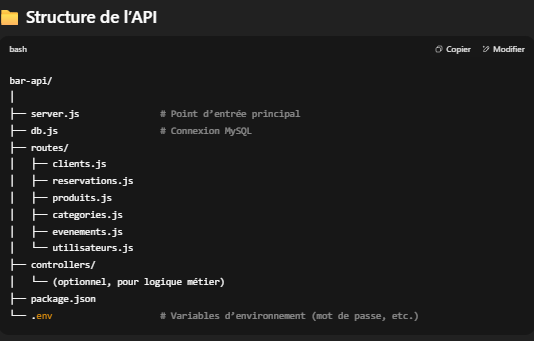 📁 Structure de l’API
bash
Copier Modifier
bar-api/
│
├── server.js # Point d’entrée principal
├── db.js # Connexion MySQL
├── routes/
│ ├── clients.js
│ ├── reservations.js
│ ├── produits.js
│ ├── categories.js
│ ├── evenements.js
│ └── utilisateurs.js
├── controllers/
│ └── (optionnel, pour logique métier)
├── package.json
└── .env # Variables d’environnement (mot de passe, etc.)